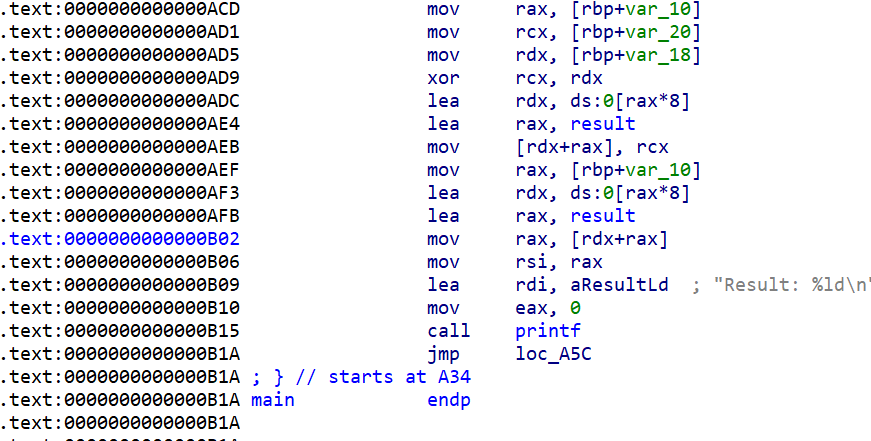 .text:0000000000000ACD mov rax, [rbp+var_10]
.text:0000000000000AD1 mov rcx, [rbp+var_20]
.text:0000000000000AD5 mov rdx, [rbp+var_18]
.text:0000000000000AD9 xor rcx, rdx
.text:0000000000000ADC lea rdx, ds:0[rax*8]
.text:0000000000000AE4 lea rax, result
.text:0000000000000AEB mov [rdx+rax], rcx
.text:0000000000000AEF mov rax, [rbp+var_10]
.text:0000000000000AF3 lea rdx, ds:0[rax*8]
.text:0000000000000AFB lea rax, result
.text:0000000000000B02 mov rax, [rdx+rax]
.text:0000000000000B06 mov rsi, rax
.text:0000000000000B09 lea rdi, aResultLd ; "Result: %ld\n"
.text:0000000000000B10 mov eax, 0
.text:0000000000000B15 call printf
.text:0000000000000B1A jmp loc_A5C
.text:0000000000000B1A ; } // starts at A34
.text:0000000000000B1A main endp
.text:0000000000000B1A